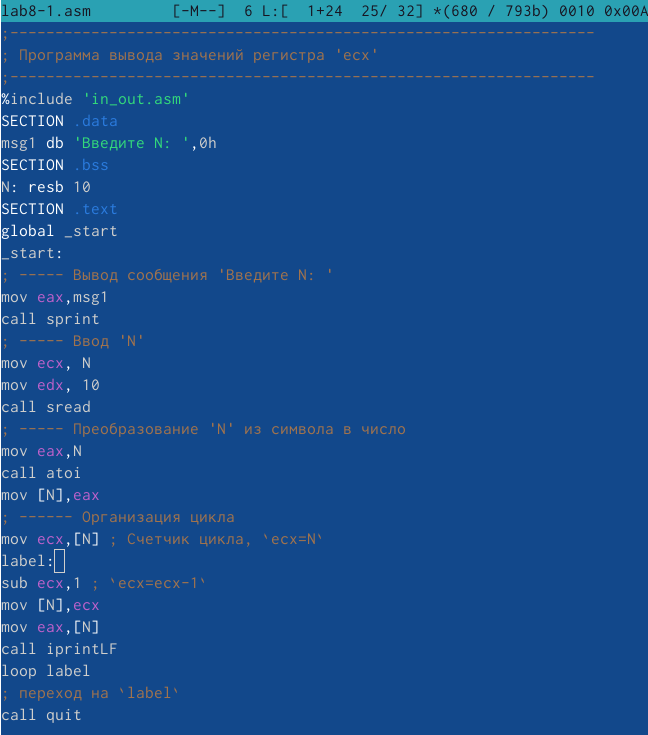 lab8-1.asm         [-M--]  6 L:[  1+24  25/ 32] *(680 / 793b) 0010 0x00A
;-----------------------------------------------------------------
; Программа вывода значений регистра 'ecx'
;-----------------------------------------------------------------
%include 'in_out.asm'
SECTION .data
msg1 db 'Введите N: ',0h
SECTION .bss
N: resb 10
SECTION .text
global _start
_start:
; ----- Вывод сообщения 'Введите N: '
mov eax,msg1
call sprint
; ----- Ввод 'N'
mov ecx, N
mov edx, 10
call sread
; ----- Преобразование 'N' из символа в число
mov eax,N
call atoi
mov [N],eax
; ------ Организация цикла
mov ecx,[N] ; Счетчик цикла, `ecx=N`
label:
sub ecx,1 ; `ecx=ecx-1`
mov [N],ecx
mov eax,[N]
call iprintLF
loop label
; переход на `label`
call quit